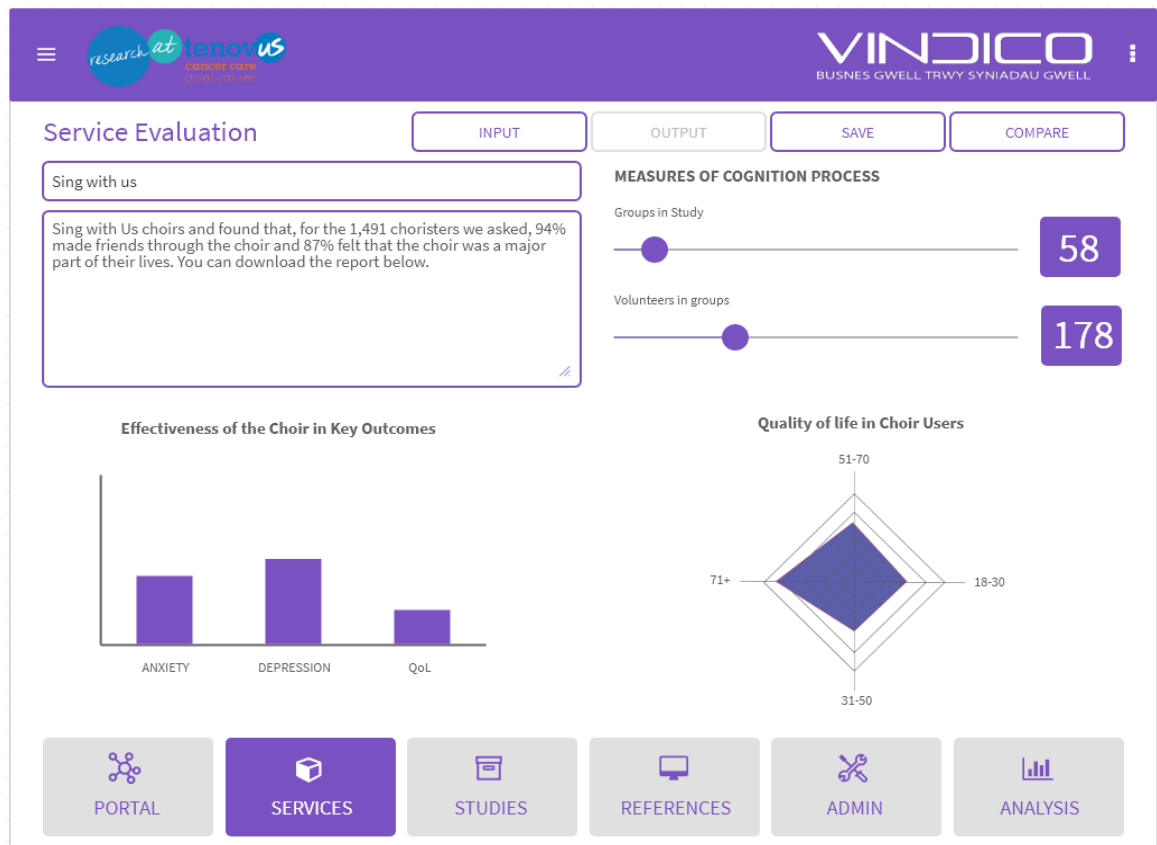 research at tenovus
cancer care
gofal canser
VINDICO
BUSNES GWELL TRWY SYNIADAU GWELL
Service Evaluation
INPUT
OUTPUT
SAVE
COMPARE
Sing with us
Sing with Us choirs and found that, for the 1,491 choristers we asked, 94%
made friends through the choir and 87% felt that the choir was a major
part of their lives. You can download the report below.
MEASURES OF COGNITION PROCESS
Groups in Study
58
Volunteers in groups
178
Effectiveness of the Choir in Key Outcomes
ANXIETY
DEPRESSION
QoL
Quality of life in Choir Users
51-70
71+
18-30
31-50
PORTAL
SERVICES
STUDIES
REFERENCES
ADMIN
ANALYSIS